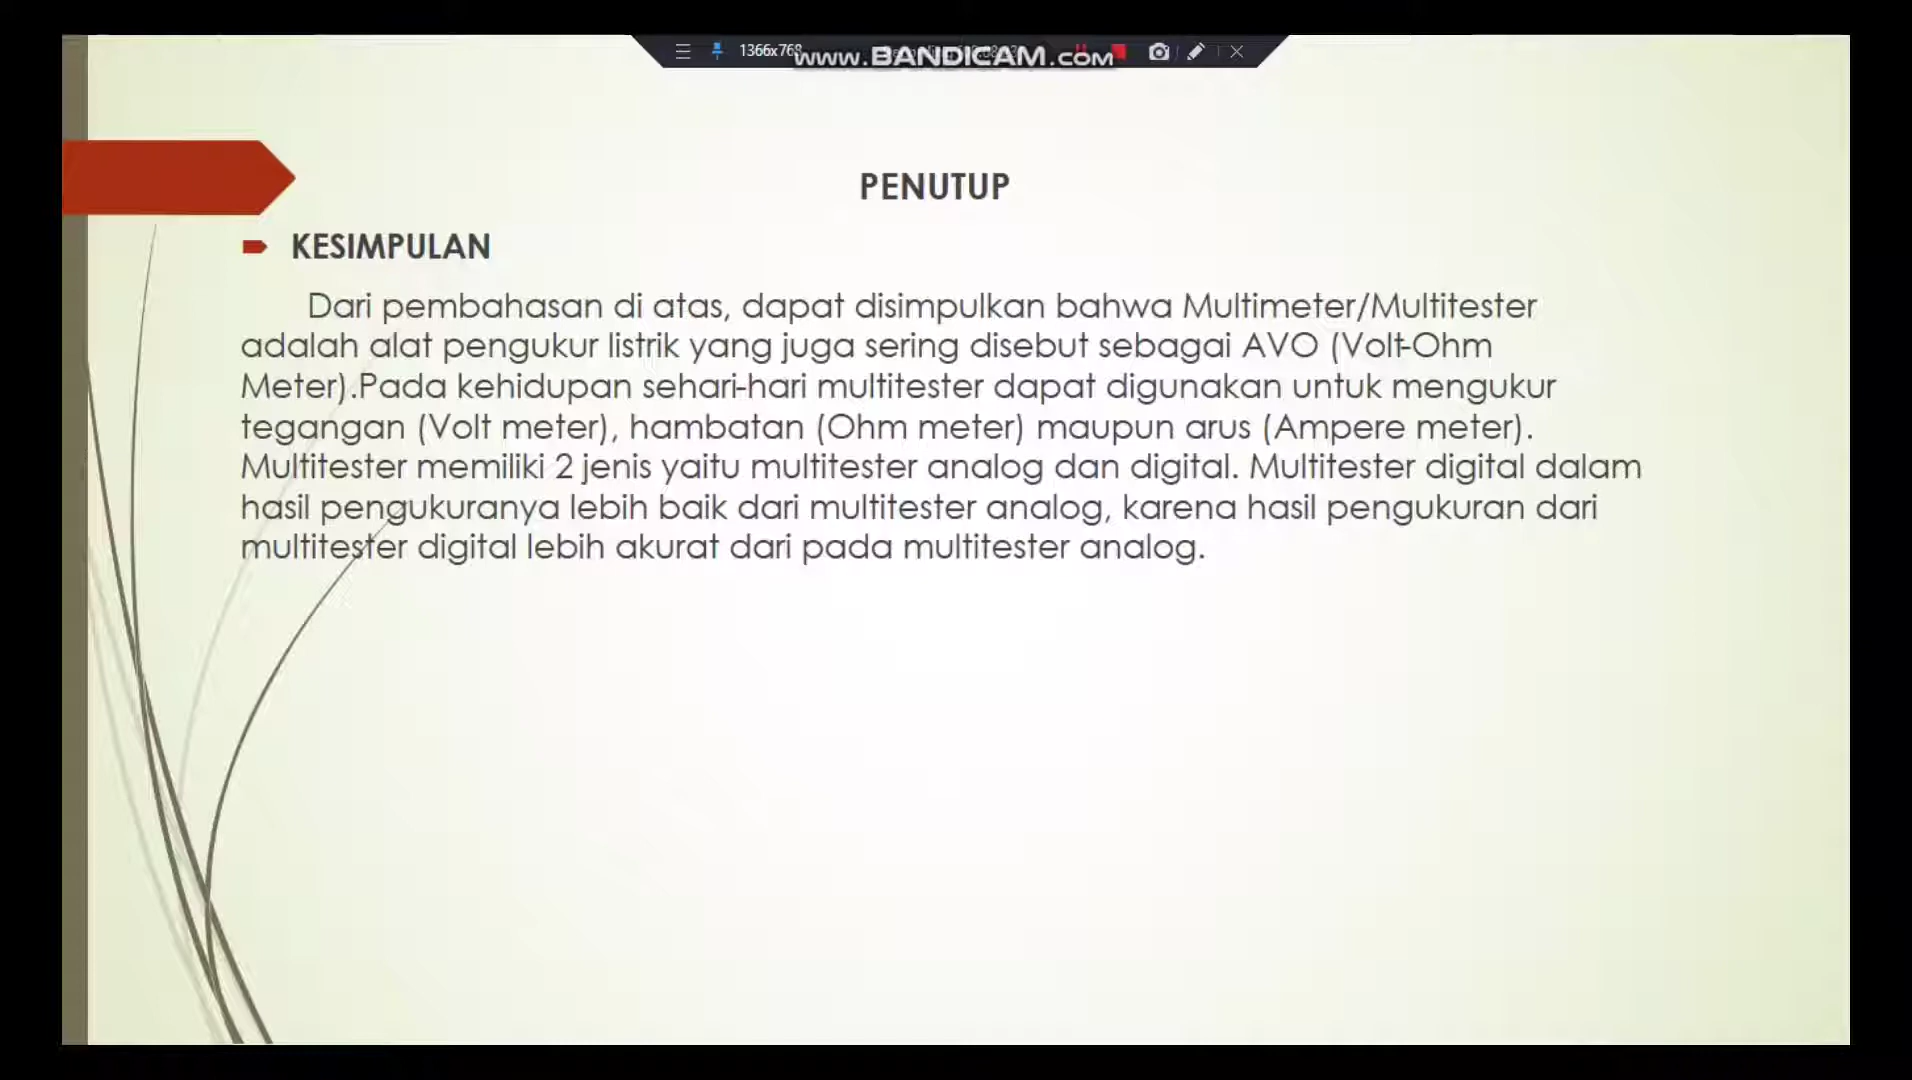 1366x768
www.BANDICAM.com
PENUTUP
KESIMPULAN
Dari pembahasan di atas, dapat disimpulkan bahwa Multimeter/Multitester
adalah alat pengukur listrik yang juga sering disebut sebagai AVO (Volt-Ohm
Meter).Pada kehidupan sehari-hari multitester dapat digunakan untuk mengukur
tegangan (Volt meter), hambatan (Ohm meter) maupun arus (Ampere meter).
Multitester memiliki 2 jenis yaitu multitester analog dan digital. Multitester digital dalam
hasil pengukuranya lebih baik dari multitester analog, karena hasil pengukuran dari
multitester digital lebih akurat dari pada multitester analog.